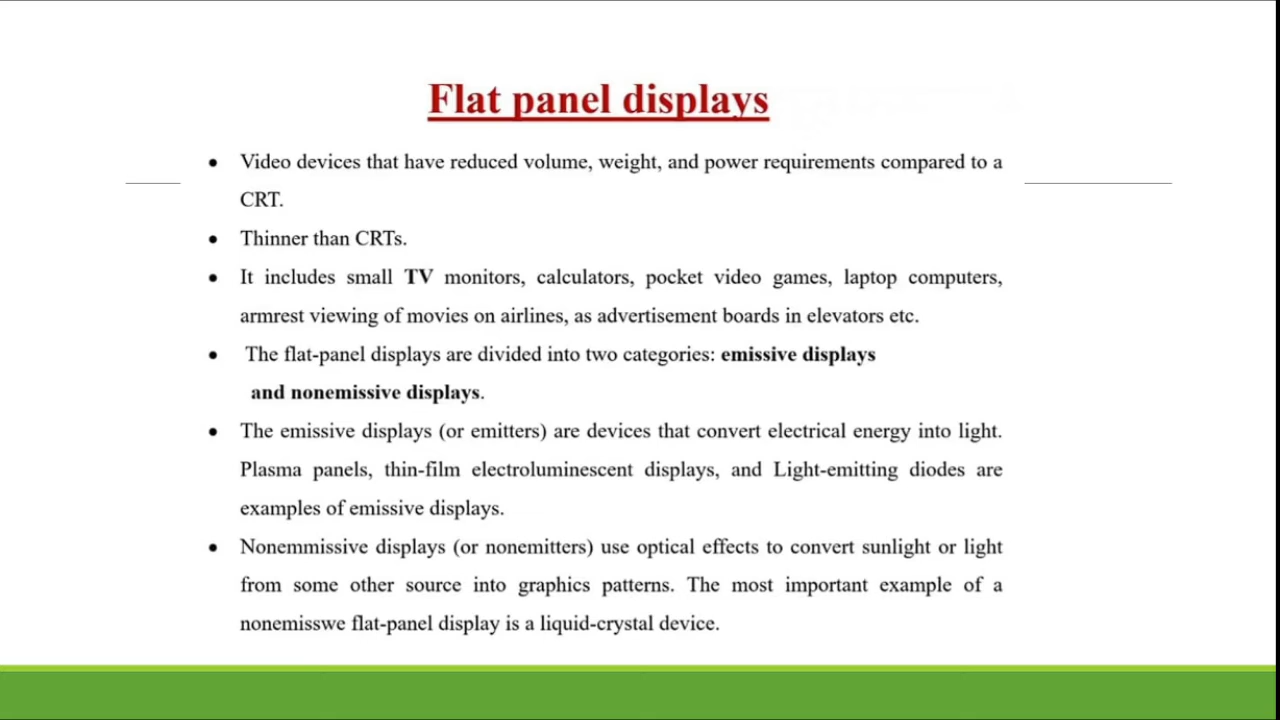 Flat panel displays
• Video devices that have reduced volume, weight, and power requirements compared to a
CRT.
• Thinner than CRTs.
• It includes small TV monitors, calculators, pocket video games, laptop computers,
armrest viewing of movies on airlines, as advertisement boards in elevators etc.
• The flat-panel displays are divided into two categories: emissive displays
and nonemissive displays.
• The emissive displays (or emitters) are devices that convert electrical energy into light.
Plasma panels, thin-film electroluminescent displays, and Light-emitting diodes are
examples of emissive displays.
• Nonemmissive displays (or nonemitters) use optical effects to convert sunlight or light
from some other source into graphics patterns. The most important example of a
nonemisswe flat-panel display is a liquid-crystal device.